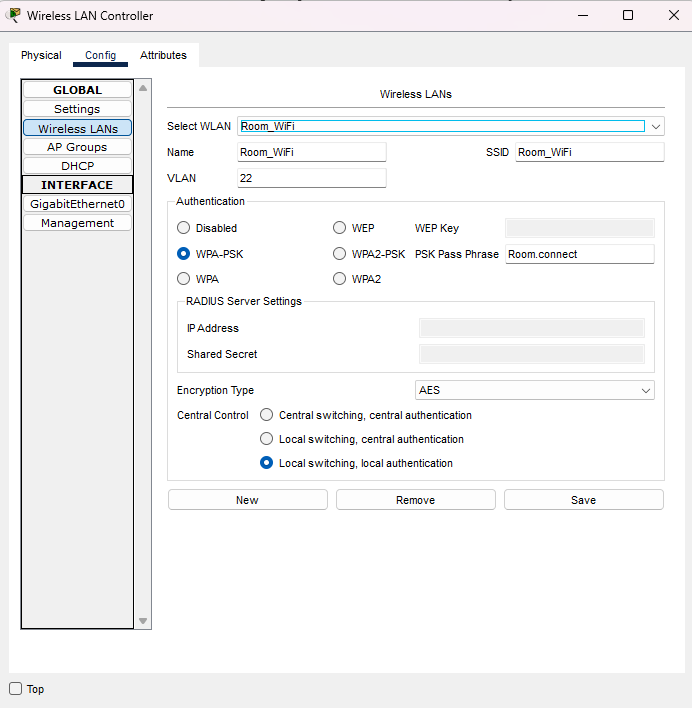 Wireless LAN Controller
Physical Config Attributes
GLOBAL
Settings
Wireless LANs
AP Groups
DHCP
INTERFACE
GigabitEthernet0
Management
Wireless LANs
Select WLAN Room_WiFi
Name Room_WiFi SSID Room_WiFi
VLAN 22
Authentication
Disabled WEP WEP Key
WPA-PSK WPA2-PSK PSK Pass Phrase Room.connect
WPA WPA2
RADIUS Server Settings
IP Address
Shared Secret
Encryption Type AES
Central Control Central switching, central authentication
Local switching, central authentication
Local switching, local authentication
New Remove Save
Top